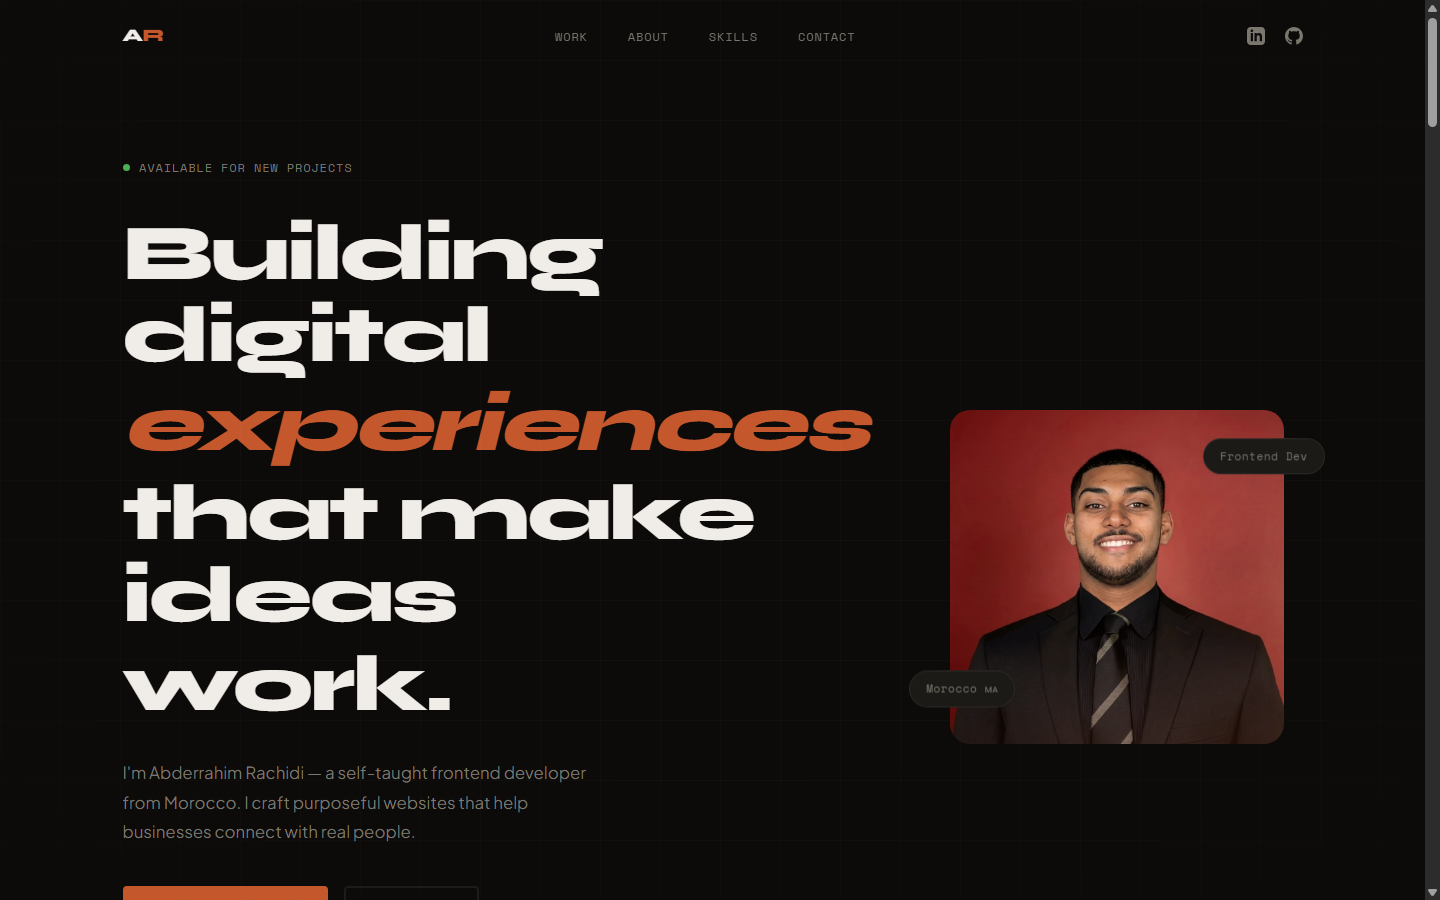 AR
WORK ABOUT SKILLS CONTACT
AVAILABLE FOR NEW PROJECTS
Building
digital
experiences
that make
ideas
work.
Frontend Dev
Morocco MA
I'm Abderrahim Rachidi — a self-taught frontend developer
from Morocco. I craft purposeful websites that help
businesses connect with real people.